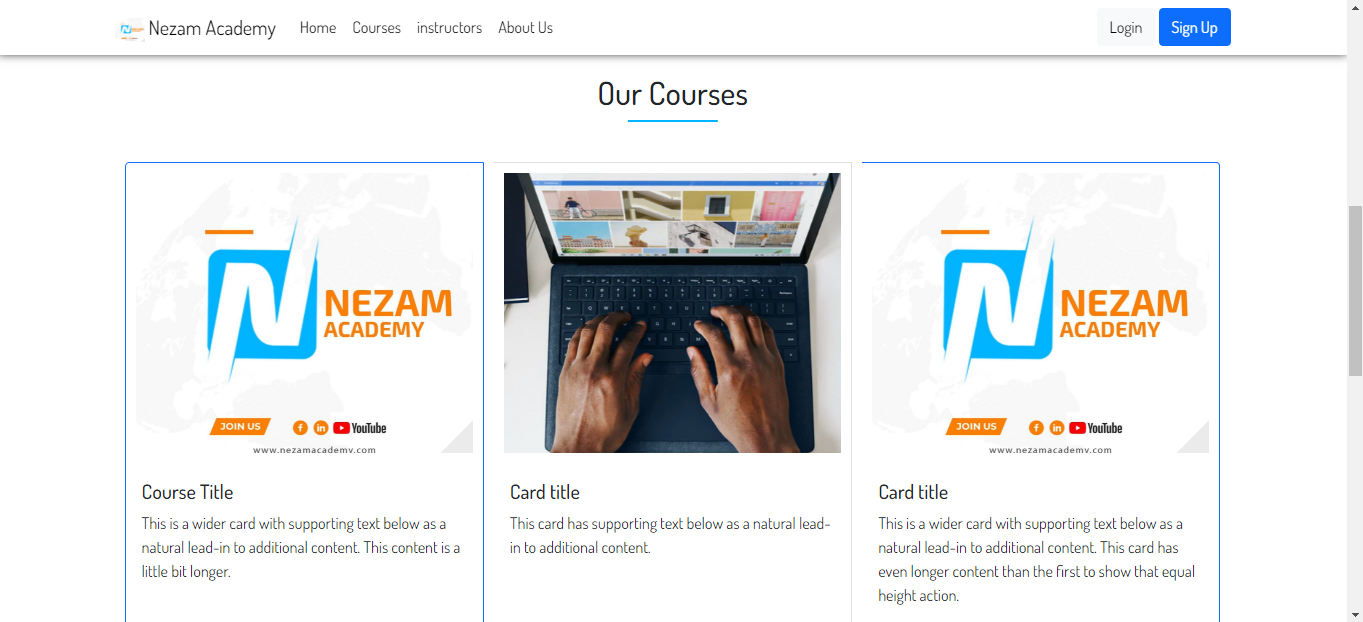 Nezam Academy Home Courses instructors About Us Login Sign Up
Our Courses
NEZAM
ACADEMY
JOIN US YouTube
www.nezamacademy.com
NEZAM
ACADEMY
JOIN US YouTube
www.nezamacademy.com
Course Title
This is a wider card with supporting text below as a
natural lead-in to additional content. This content is a
little bit longer.
Card title
This card has supporting text below as a natural lead-
in to additional content.
Card title
This is a wider card with supporting text below as a
natural lead-in to additional content. This card has
even longer content than the first to show that equal
height action.